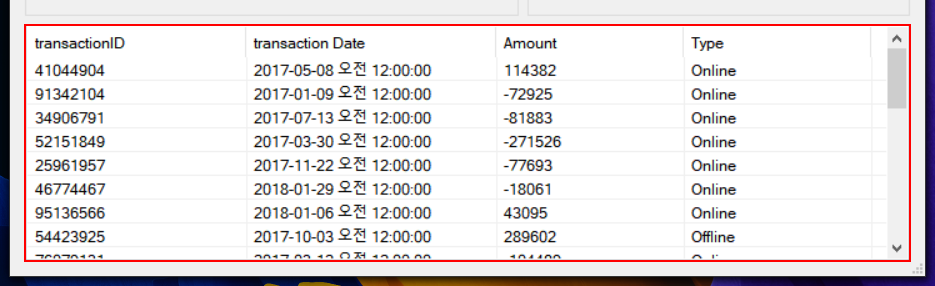 transactionID transaction Date Amount Type
41044904 2017-05-08 오전 12:00:00 114382 Online
91342104 2017-01-09 오전 12:00:00 -72925 Online
34906791 2017-07-13 오전 12:00:00 -81883 Online
52151849 2017-03-30 오전 12:00:00 -271526 Online
25961957 2017-11-22 오전 12:00:00 -77693 Online
46774467 2018-01-29 오전 12:00:00 -18061 Online
95136566 2018-01-06 오전 12:00:00 43095 Online
54423925 2017-10-03 오전 12:00:00 289602 Offline